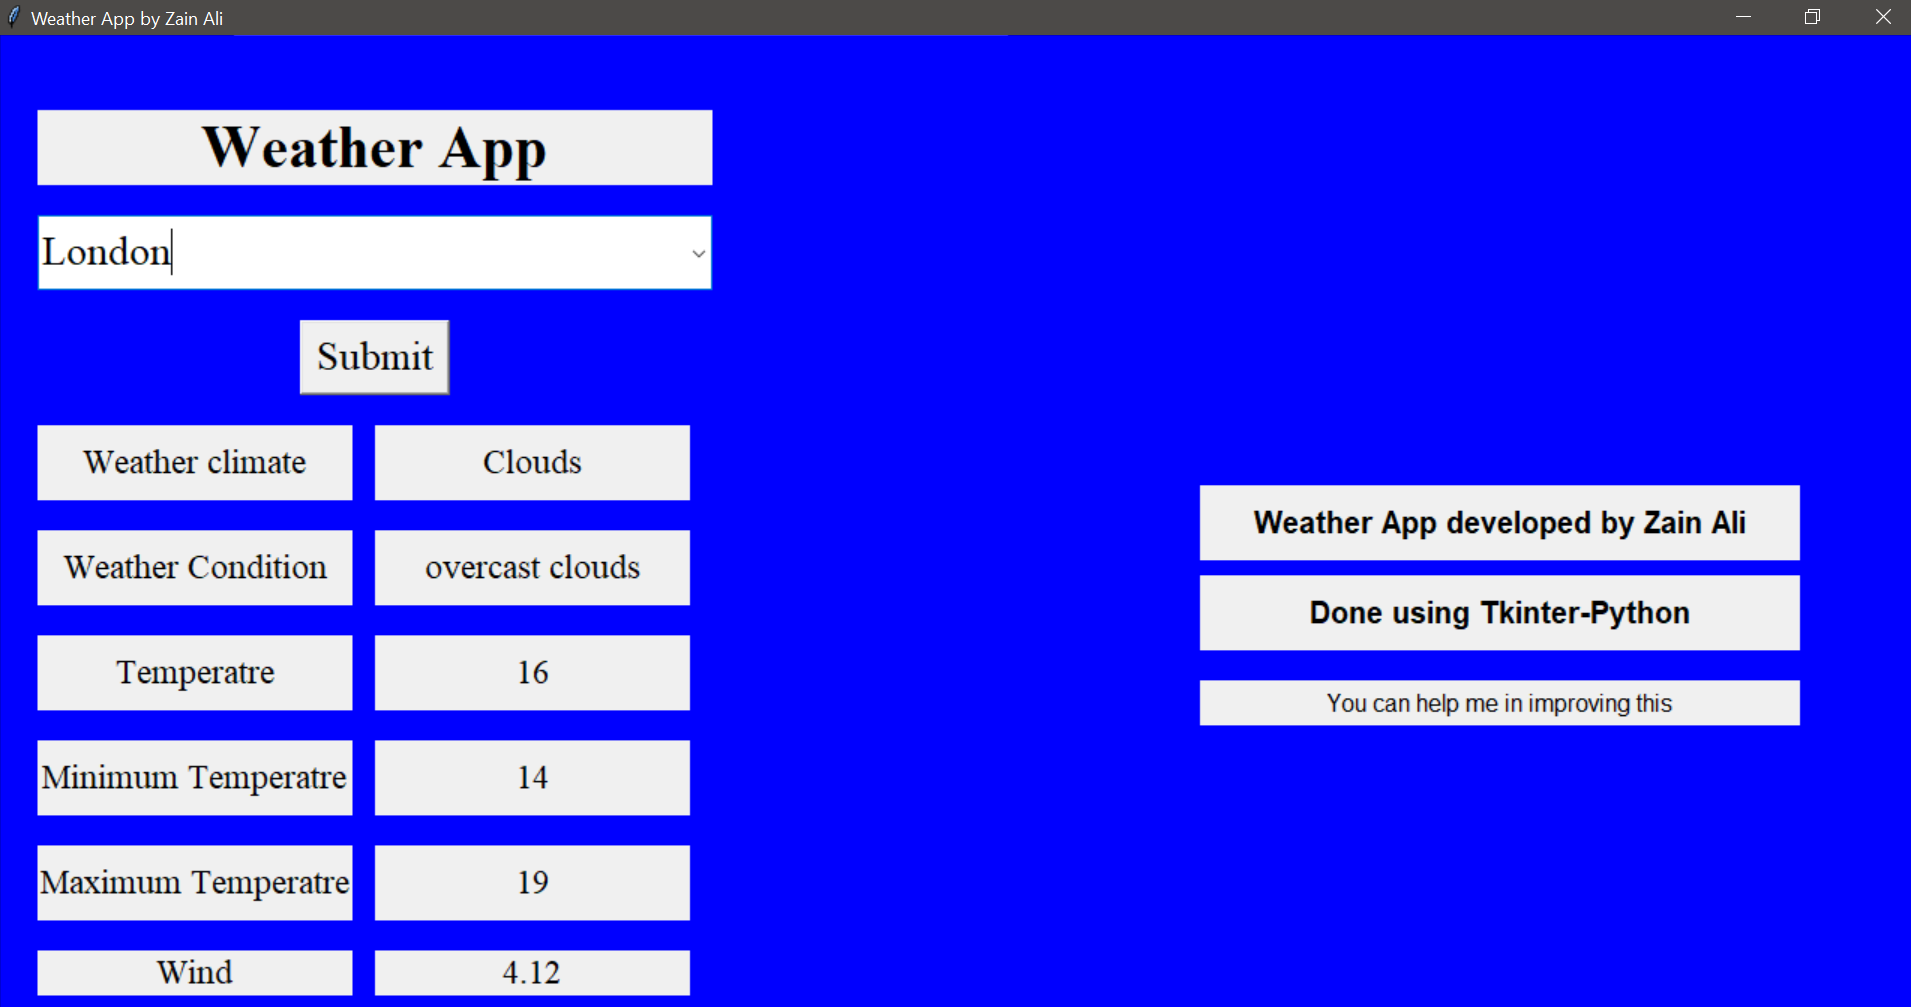 Weather App by Zain Ali
Weather App
London
Submit
Weather climate
Clouds
Weather Condition
overcast clouds
Temperatre
16
Minimum Temperatre
14
Maximum Temperatre
19
Wind
4.12
Weather App developed by Zain Ali
Done using Tkinter-Python
You can help me in improving this